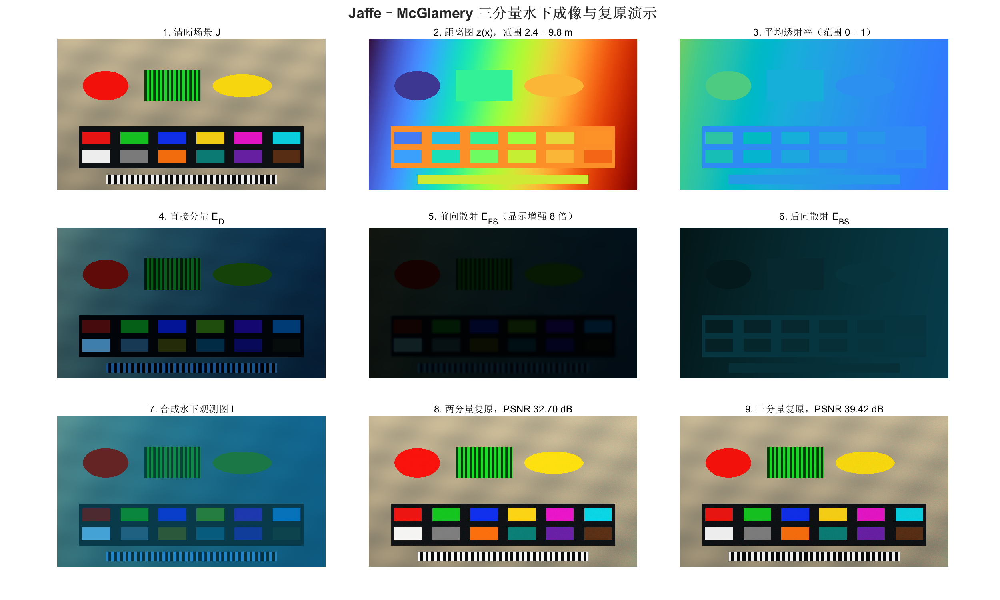 Jaffe–McGlamery 三分量水下成像与复原演示
1. 清晰场景 J
2. 距离图 z(x)，范围 2.4–9.8 m
3. 平均透射率（范围 0–1）
4. 直接分量 E_D
5. 前向散射 E_FS（显示增强 8 倍）
6. 后向散射 E_BS
7. 合成水下观测图 I
8. 两分量复原，PSNR 32.70 dB
9. 三分量复原，PSNR 39.42 dB